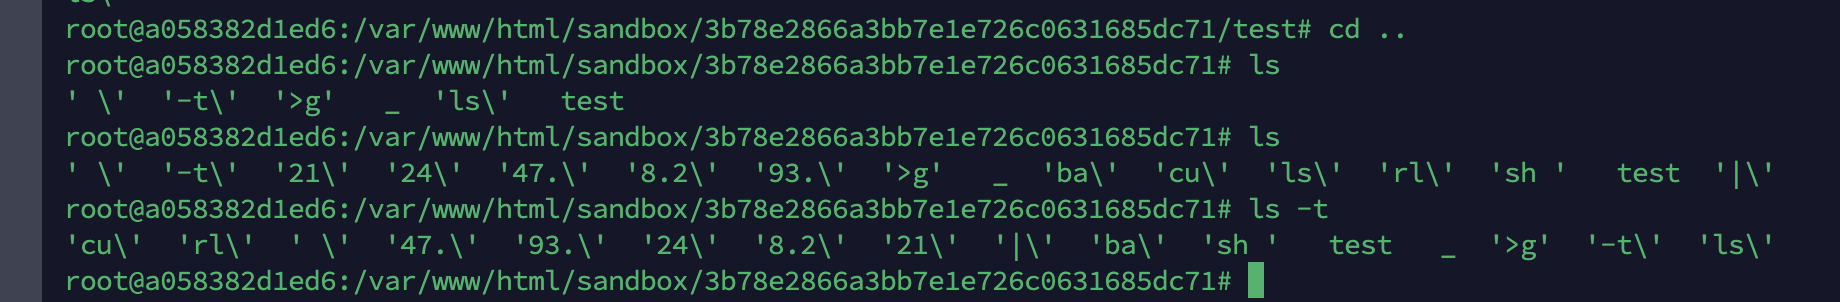 root@a058382d1ed6:/var/www/html/sandbox/3b78e2866a3bb7e1e726c0631685dc71/test# cd ..
root@a058382d1ed6:/var/www/html/sandbox/3b78e2866a3bb7e1e726c0631685dc71# ls
' \'  '-t\'  '>g'   _  'ls\'   test
root@a058382d1ed6:/var/www/html/sandbox/3b78e2866a3bb7e1e726c0631685dc71# ls
' \'  '-t\'  '21\'  '24\'  '47.\'  '8.2\'  '93.\'  '>g'   _  'ba\'  'cu\'  'ls\'  'rl\'  'sh '   test  '|\'
root@a058382d1ed6:/var/www/html/sandbox/3b78e2866a3bb7e1e726c0631685dc71# ls -t
'cu\'  'rl\'  ' \'  '47.\'  '93.\'  '24\'  '8.2\'  '21\'  '|\'  'ba\'  'sh '   test   _  '>g'  '-t\'  'ls\'
root@a058382d1ed6:/var/www/html/sandbox/3b78e2866a3bb7e1e726c0631685dc71#